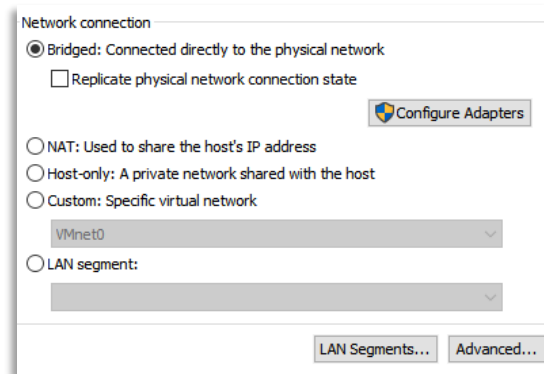 Network connection
Bridged: Connected directly to the physical network
Replicate physical network connection state
Configure Adapters
NAT: Used to share the host's IP address
Host-only: A private network shared with the host
Custom: Specific virtual network
VMnet0
LAN segment:
LAN Segments... Advanced...